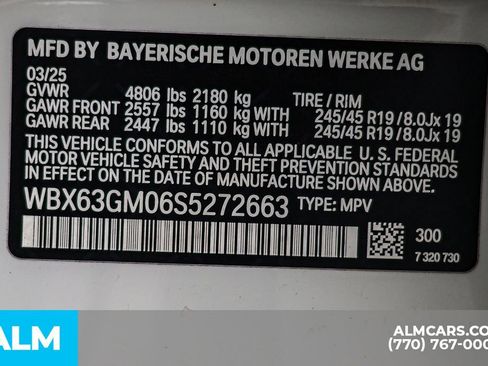 MFD BY BAYERISCHE MOTOREN WERKE AG
03/25
GVWR 4806 lbs 2180 kg TIRE / RIM
GAWR FRONT 2557 lbs 1160 kg WITH 245/45 R19 / 8.0Jx 19
GAWR REAR 2447 lbs 1110 kg WITH 245/45 R19 / 8.0Jx 19
THIS VEHICLE CONFORMS TO ALL APPLICABLE U. S. FEDERAL
MOTOR VEHICLE SAFETY AND THEFT PREVENTION STANDARDS
IN EFFECT ON THE DATE OF MANUFACTURE SHOWN ABOVE.
WBX63GM06S5272663 TYPE: MPV
300
7 320 730
ALM
ALMCARS.CO
(770) 767-000